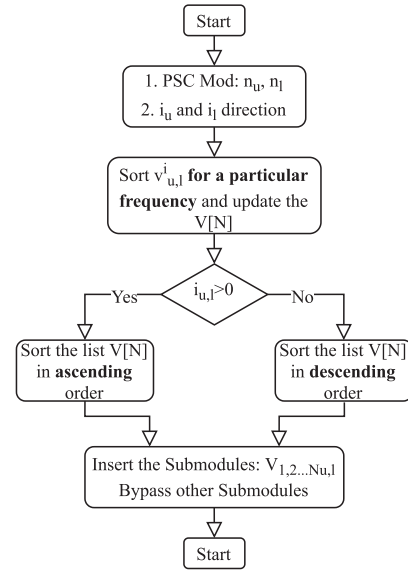 Start
1. PSC Mod: nu, nl
2. iu and il direction
Sort v^i_u,l for a particular
frequency and update the
V[N]
iu,l>0
Yes
No
Sort the list V[N]
in ascending
order
Sort the list V[N]
in descending
order
Insert the Submodules: V1,2...Nu,l
Bypass other Submodules
Start